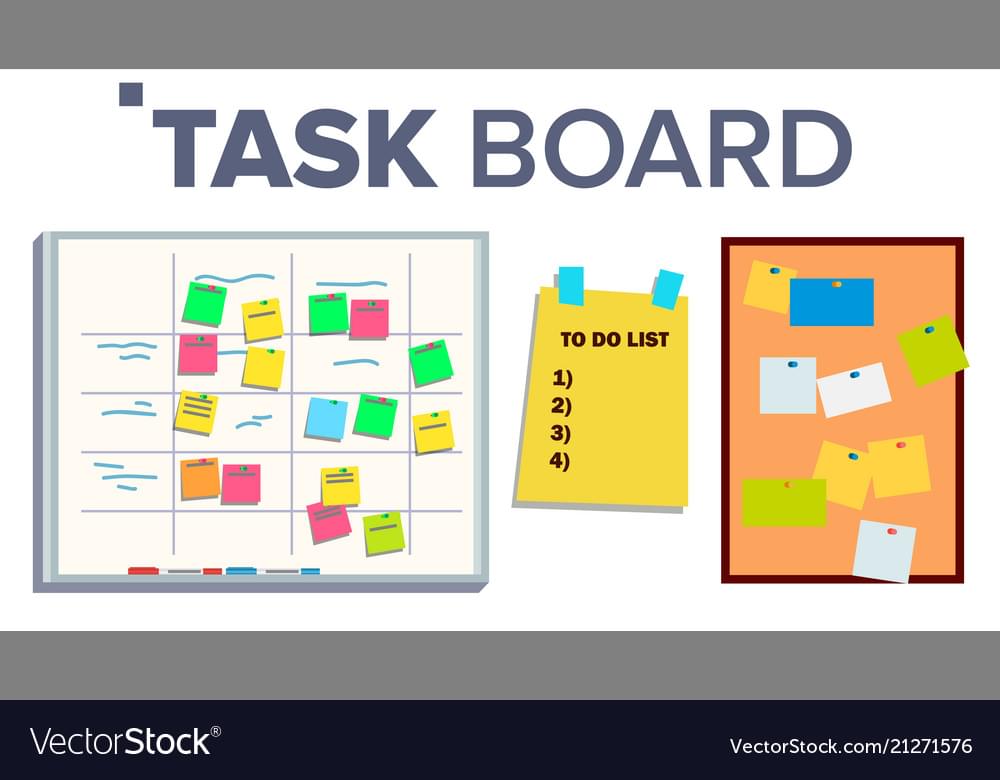 TASK BOARD
TO DO LIST
1)
2)
3)
4)
VectorStock®
VectorStock.com/21271576